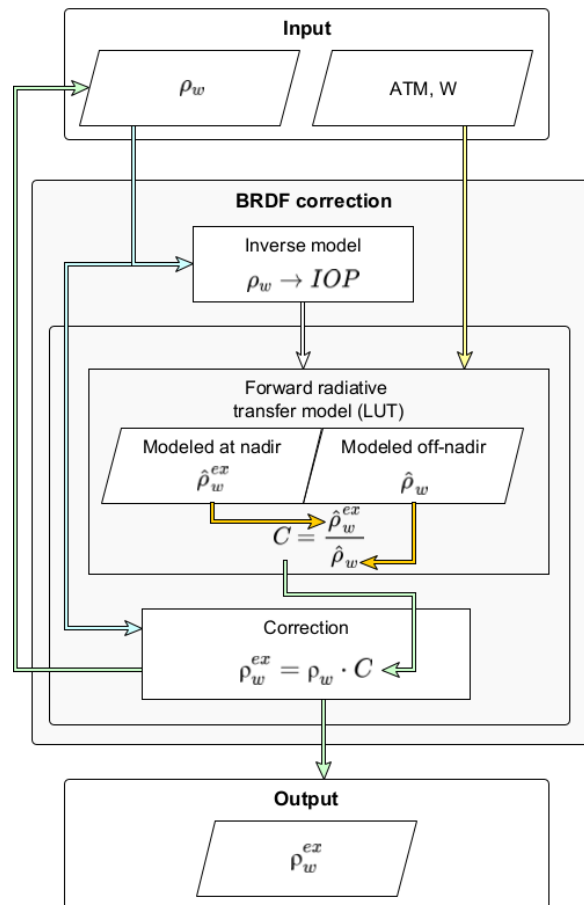 Input
ρ_w
ATM, W
BRDF correction
Inverse model
ρ_w → IOP
Forward radiative
transfer model (LUT)
Modeled at nadir
ρ̂_w^{ex}
Modeled off-nadir
ρ̂_w
C = ρ̂_w^{ex} / ρ̂_w
Correction
ρ_w^{ex} = ρ_w · C
Output
ρ_w^{ex}